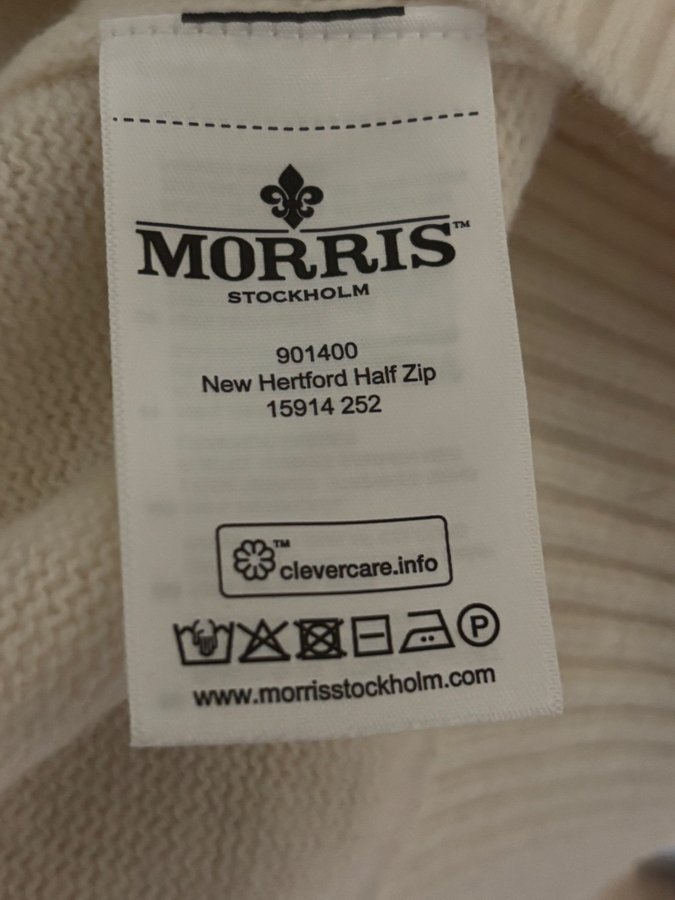 MORRIS™
STOCKHOLM
901400
New Hertford Half Zip
15914 252
™
clevercare.info
P
www.morrisstockholm.com